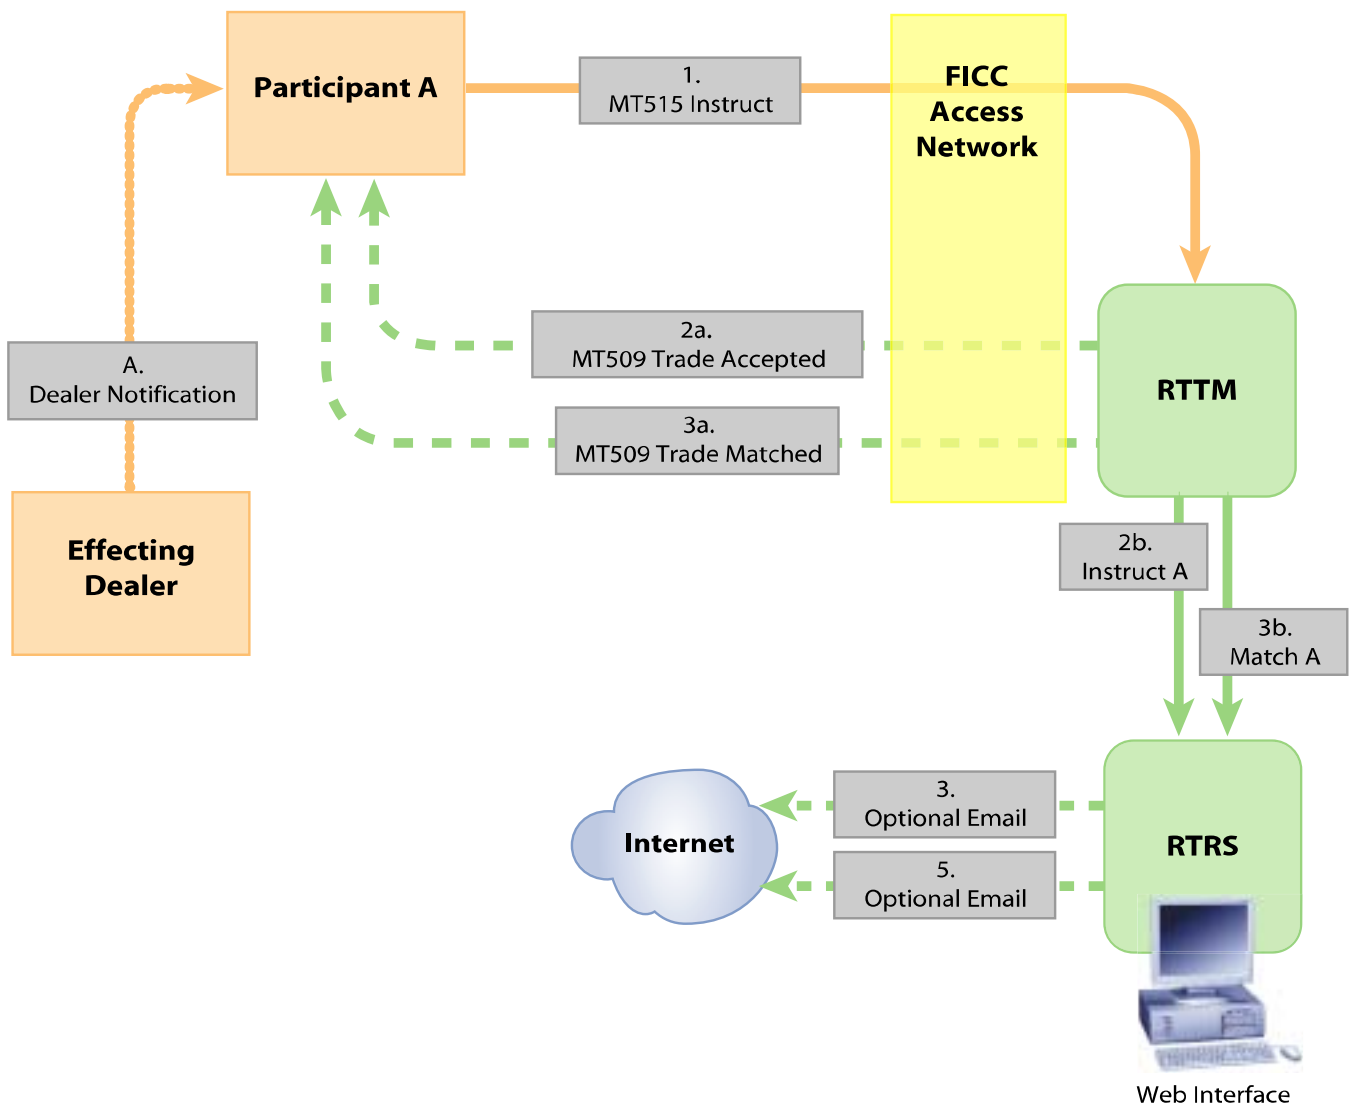 Participant A
1.
MT515 Instruct
FICC
Access
Network
2a.
MT509 Trade Accepted
A.
Dealer Notification
RTTM
3a.
MT509 Trade Matched
Effecting
Dealer
2b.
Instruct A
3b.
Match A
3.
Optional Email
Internet
RTRS
5.
Optional Email
Web Interface